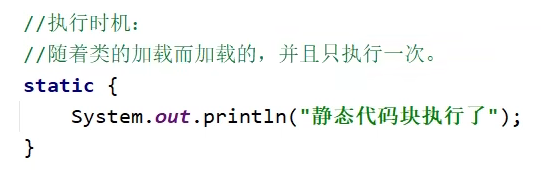 //执行时机:
//随着类的加载而加载的，并且只执行一次。
static {
    System.out.println("静态代码块执行了");
}